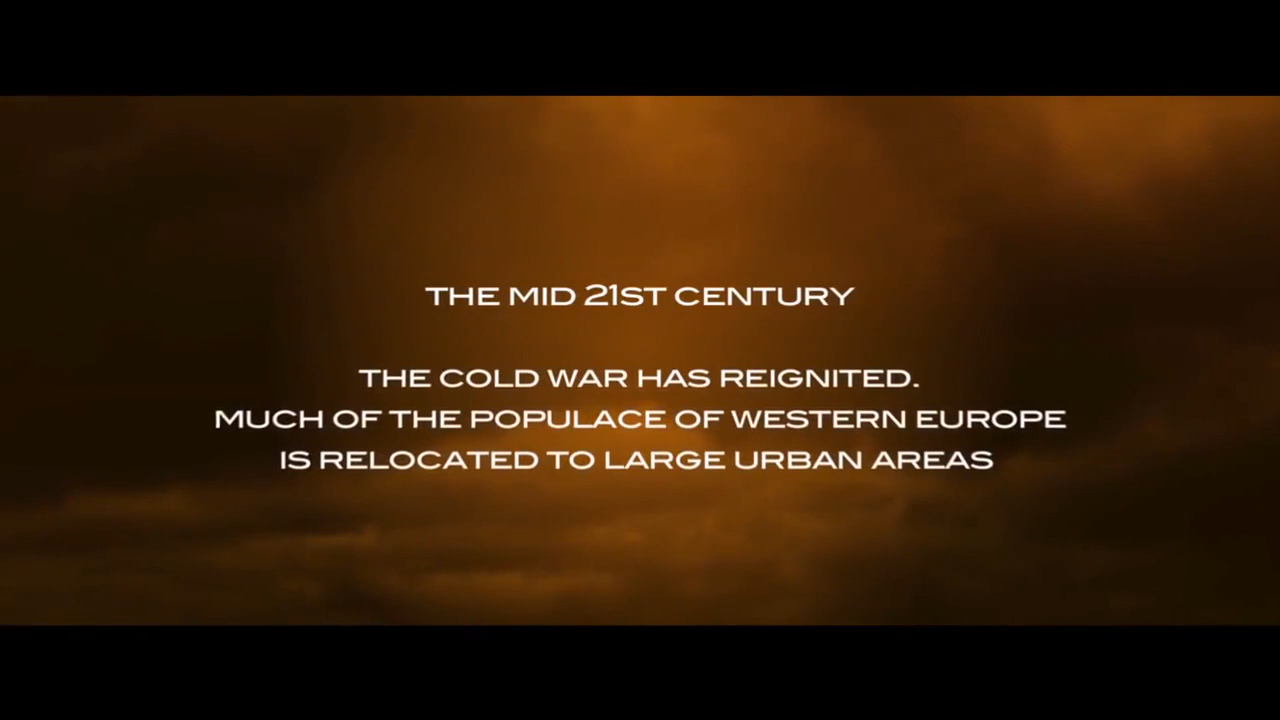 THE MID 21ST CENTURY
THE COLD WAR HAS REIGNITED.
MUCH OF THE POPULACE OF WESTERN EUROPE
IS RELOCATED TO LARGE URBAN AREAS